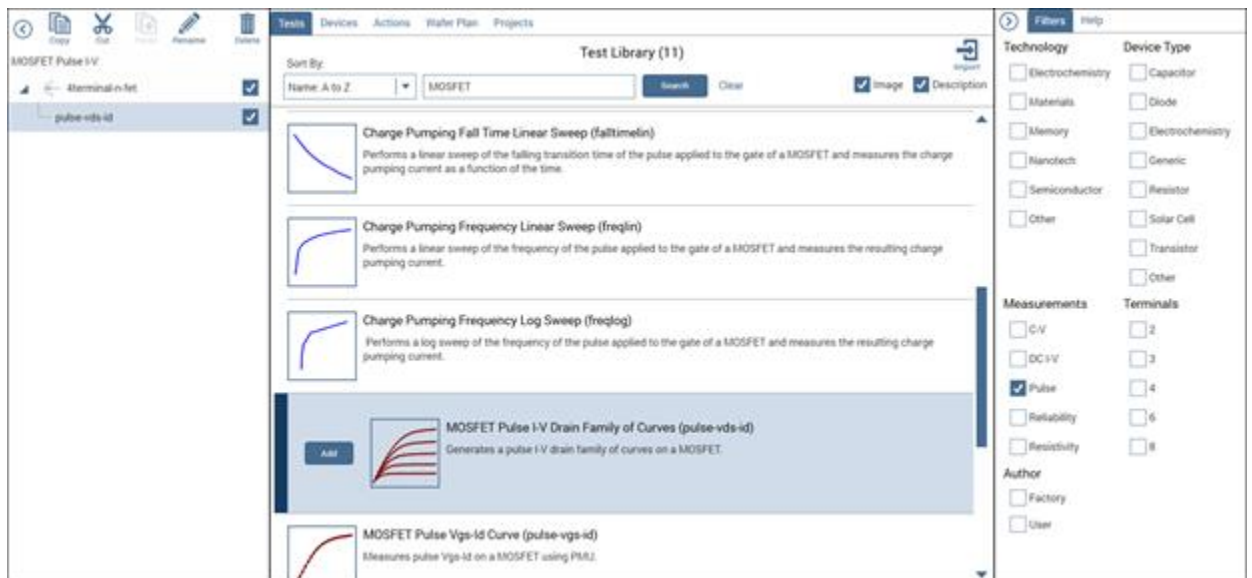 Copy Cut Paste Rename Delete
MOSFET Pulse I-V
4terminal-n-fet
pulse-vds-id
Tests Devices Actions Wafer Plan Projects
Test Library (11)
Import
Sort By:
Name: A to Z MOSFET Search Clear Image Description
Charge Pumping Fall Time Linear Sweep (falltimelin)
Performs a linear sweep of the falling transition time of the pulse applied to the gate of a MOSFET and measures the charge
pumping current as a function of the time.
Charge Pumping Frequency Linear Sweep (freqlin)
Performs a linear sweep of the frequency of the pulse applied to the gate of a MOSFET and measures the resulting charge
pumping current.
Charge Pumping Frequency Log Sweep (freqlog)
Performs a log sweep of the frequency of the pulse applied to the gate of a MOSFET and measures the resulting charge
pumping current.
Add
MOSFET Pulse I-V Drain Family of Curves (pulse-vds-id)
Generates a pulse I-V drain family of curves on a MOSFET.
MOSFET Pulse Vgs-Id Curve (pulse-vgs-id)
Measures pulse Vgs-Id on a MOSFET using PMU.
Filters Help
Technology Device Type
Electrochemistry Capacitor
Materials Diode
Memory Electrochemistry
Nanotech Generic
Semiconductor Resistor
Other Solar Cell
Transistor
Other
Measurements Terminals
C-V 2
DC I-V 3
Pulse 4
Reliability 6
Resistivity 8
Author
Factory
User